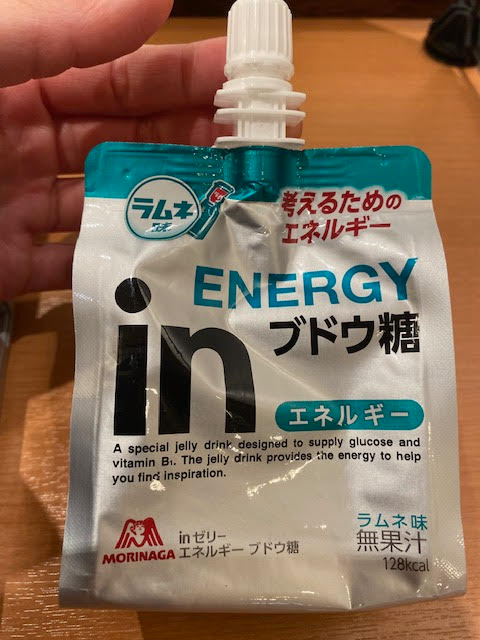 ラムネ
味
考えるための
エネルギー
ENERGY
in
ブドウ糖
エネルギー
A special jelly drink designed to supply glucose and
vitamin B₁. The jelly drink provides the energy to help
you find inspiration.
MORINAGA
inゼリー
エネルギー ブドウ糖
ラムネ味
無果汁
128kcal